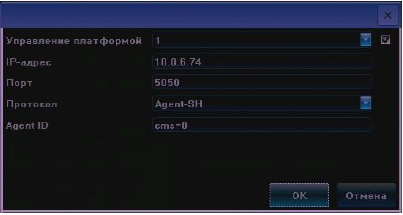 Управление платформой 1
IP-адрес 10.0.6.74
Порт 5050
Протокол Agent-SH
Agent ID cms=0
OK Отмена